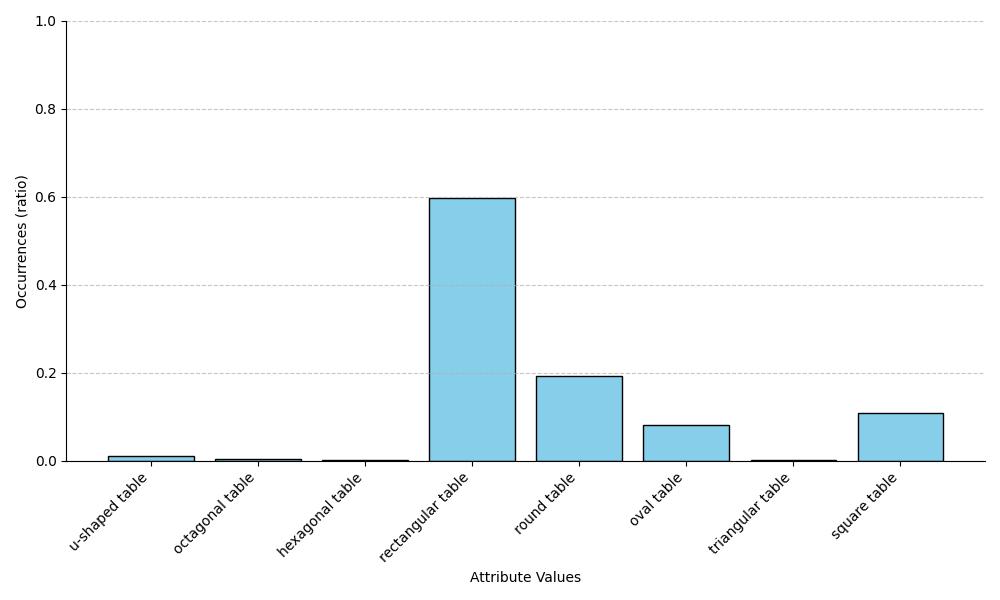 1.0
0.8
0.6
0.4
0.2
0.0
Occurrences (ratio)
u-shaped table
octagonal table
hexagonal table
rectangular table
round table
oval table
triangular table
square table
Attribute Values